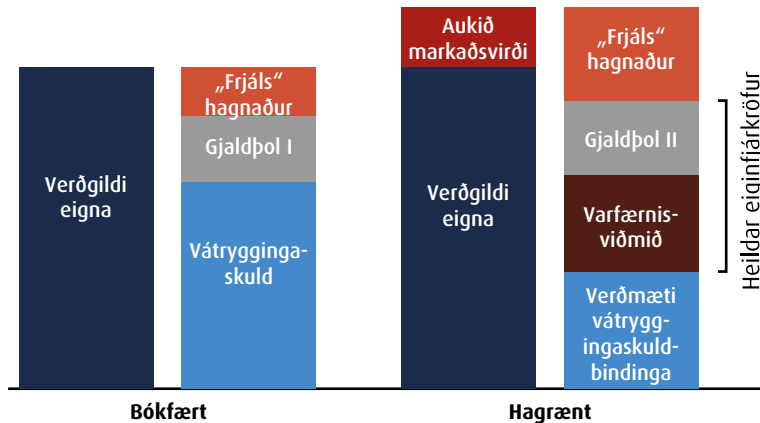 Verðgildi
eigna
„Frjáls“
hagnaður
Gjaldþol I
Vátrygginga-
skuld
Bókfært
Aukið
markaðsvirði
Verðgildi
eigna
„Frjáls“
hagnaður
Gjaldþol II
Varfærnis-
viðmið
Verðmæti
vátrygg-
ingaskuld-
bindinga
Heildar eiginfjárkröfur
Hagrænt